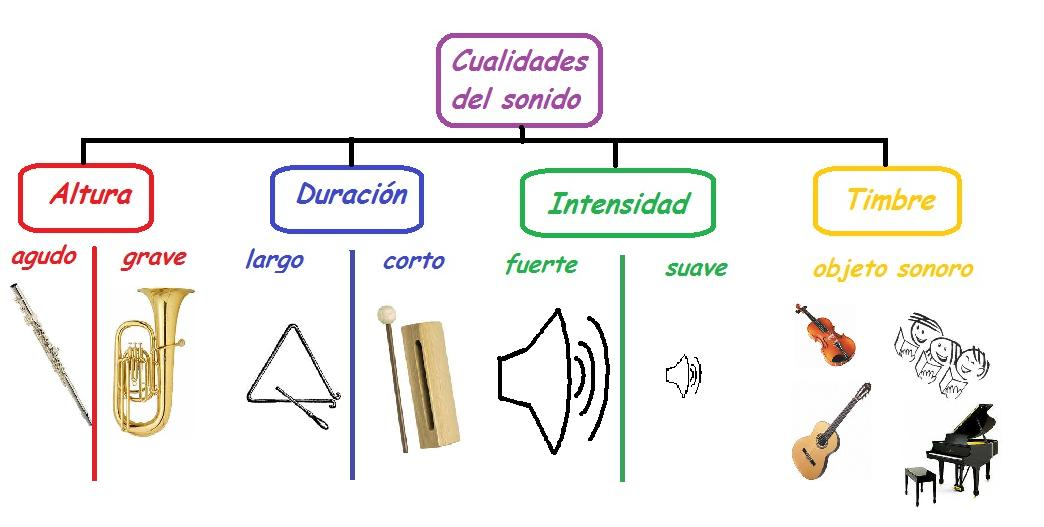 Cualidades
del sonido
Altura
Duración
Intensidad
Timbre
agudo
grave
largo
corto
fuerte
suave
objeto sonoro